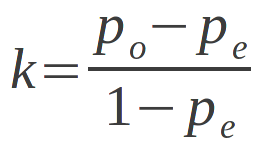 k = (p_o − p_e) / (1 − p_e)